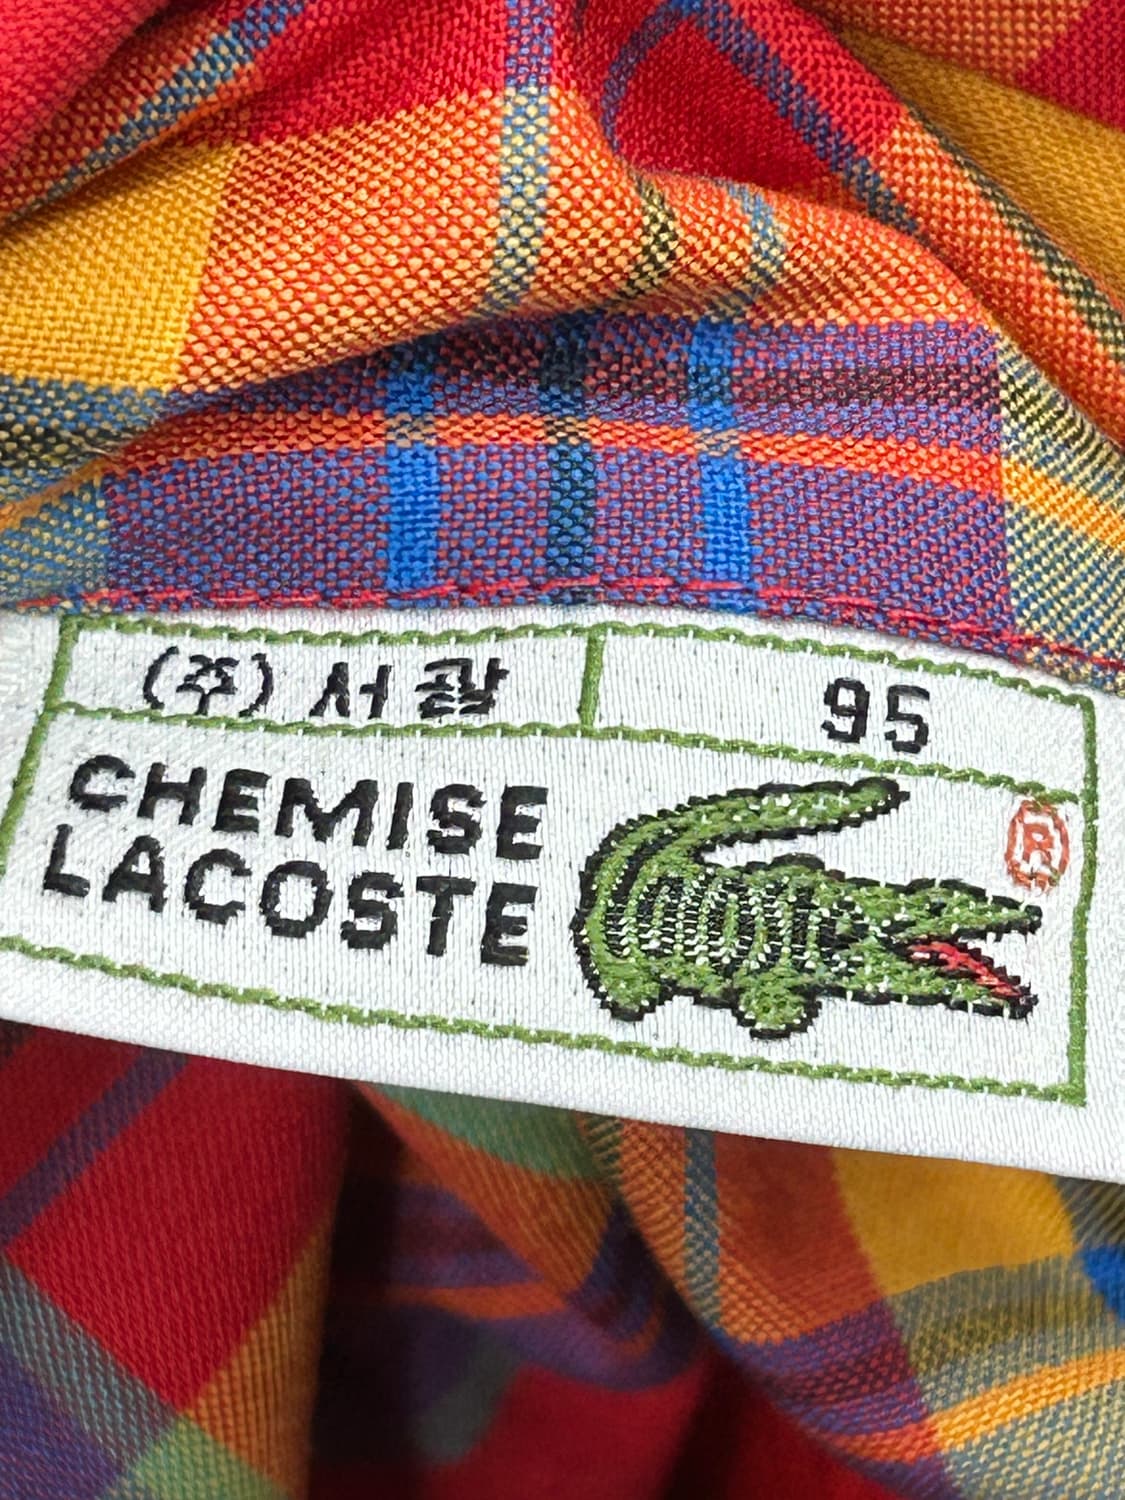 (주) 서광 95
CHEMISE
LACOSTE
®